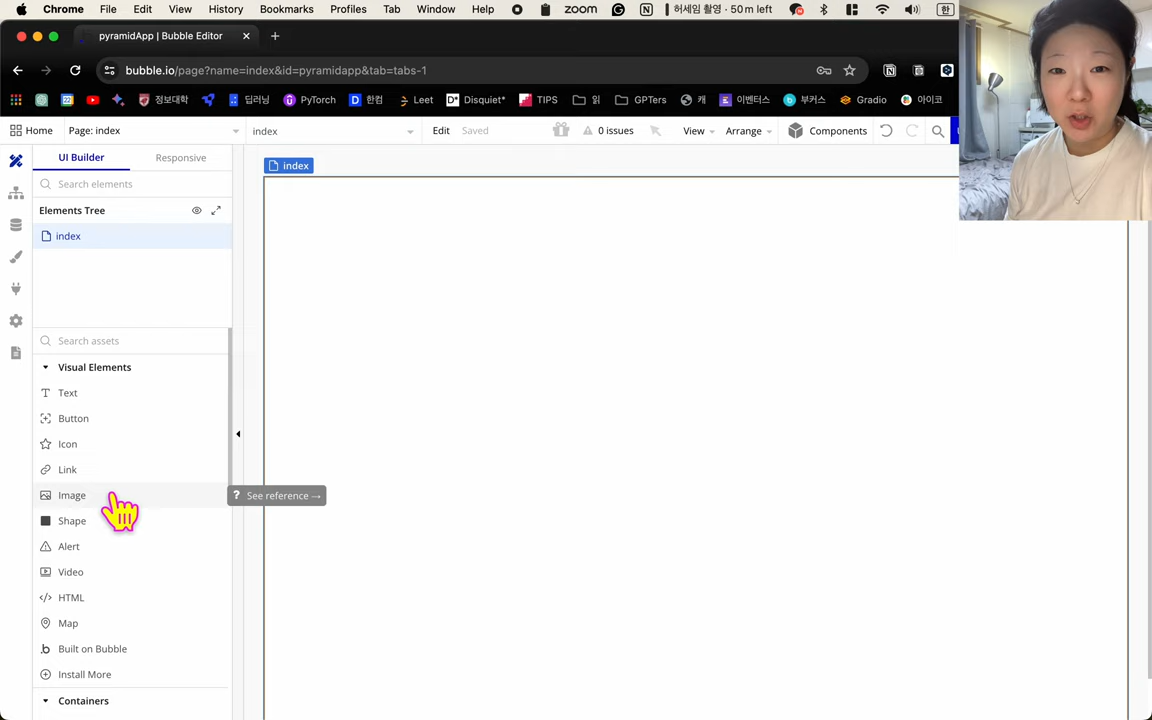 Chrome File Edit View History Bookmarks Profiles Tab Window Help zoom 허세임 촬영 · 50 m left 한
pyramidApp | Bubble Editor
bubble.io/page?name=index&id=pyramidapp&tab=tabs-1
정보대학 딥러닝 PyTorch 한컴 Leet Disquiet* TIPS 읽 GPTers 캐 이벤터스 부커스 Gradio 아이코
Home Page: index index Edit Saved 0 issues View Arrange Components
UI Builder Responsive
index
Search elements
Elements Tree
index
Search assets
Visual Elements
Text
Button
Icon
Link
Image
? See reference →
Shape
Alert
Video
HTML
Map
Built on Bubble
Install More
Containers